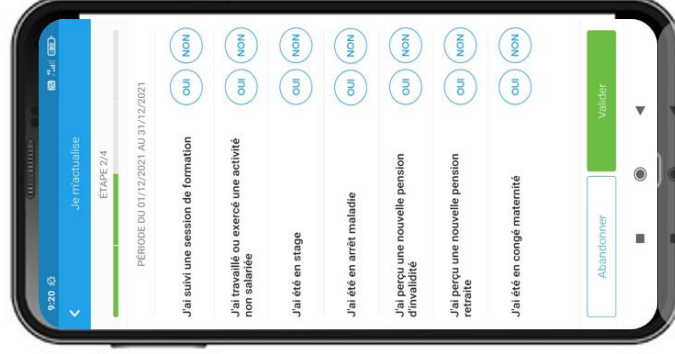 9:20
Je m'actualise
ÉTAPE 2/4
PÉRIODE DU 01/12/2021 AU 31/12/2021
J'ai suivi une session de formation OUI NON
J'ai travaillé ou exercé une activité
non salariée OUI NON
J'ai été en stage OUI NON
J'ai été en arrêt maladie OUI NON
J'ai perçu une nouvelle pension
d'invalidité OUI NON
J'ai perçu une nouvelle pension
retraite OUI NON
J'ai été en congé maternité OUI NON
Abandonner Valider